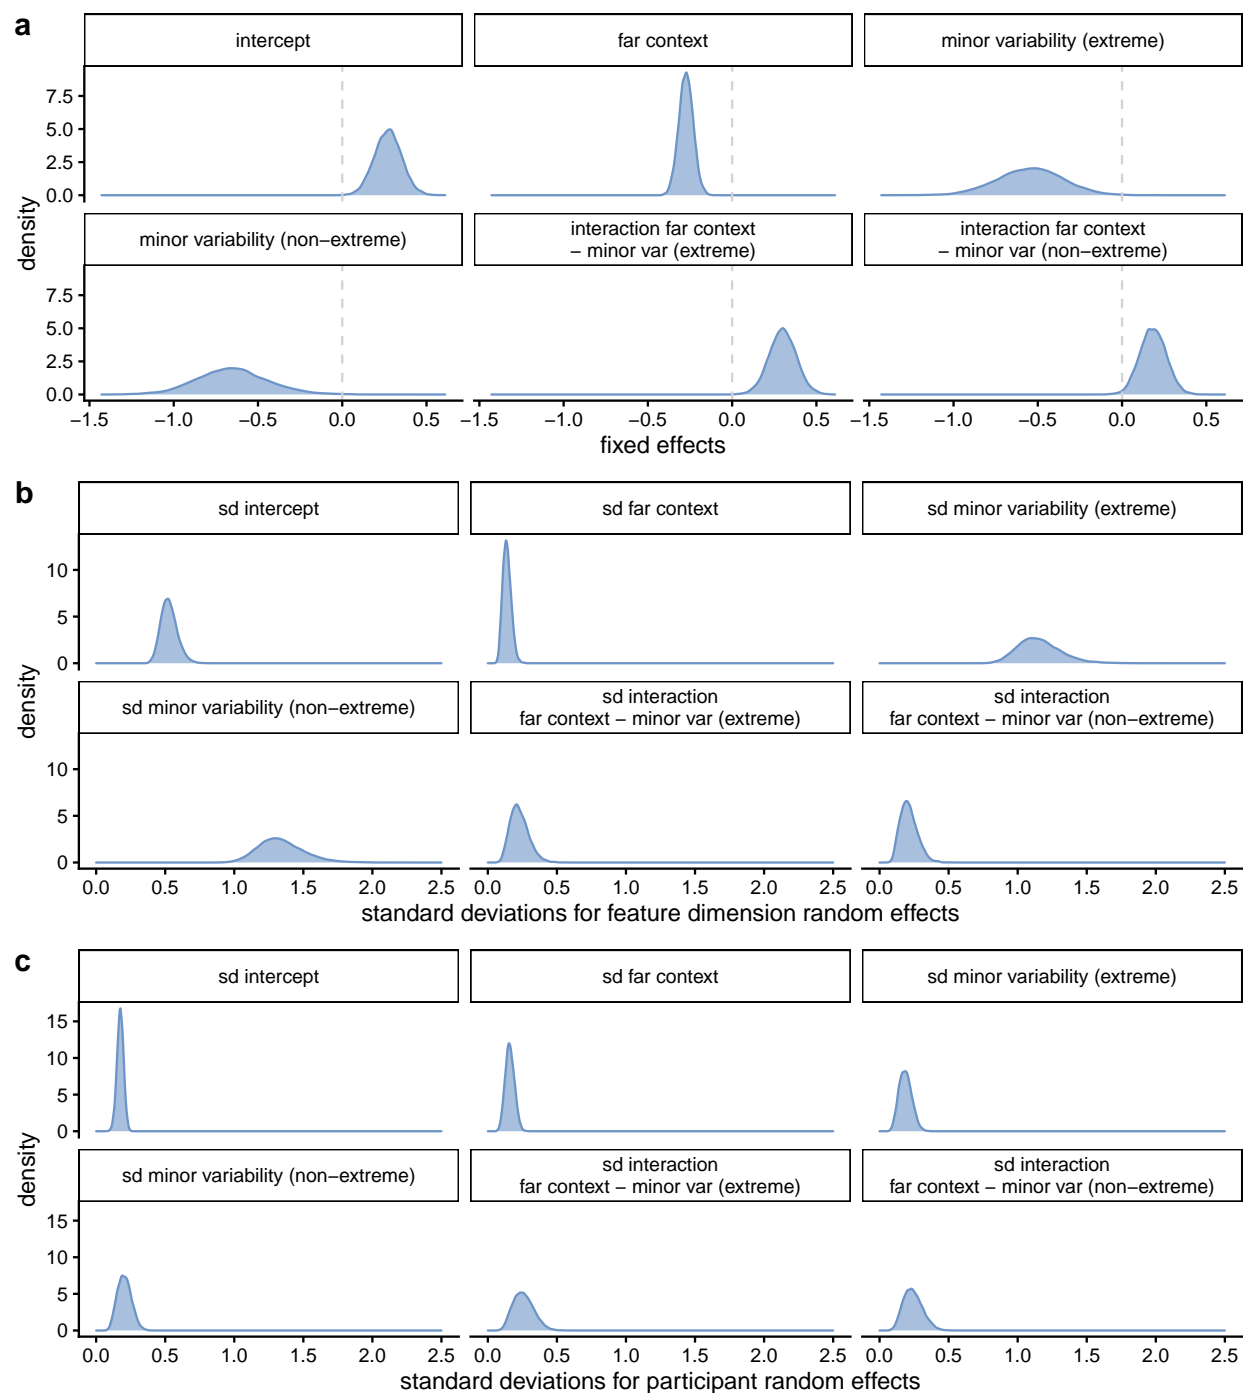 a
intercept
far context
minor variability (extreme)
7.5
5.0
2.5
0.0
minor variability (non−extreme)
interaction far context
− minor var (extreme)
interaction far context
− minor var (non−extreme)
7.5
5.0
2.5
0.0
density
−1.5 −1.0 −0.5 0.0 0.5
−1.5 −1.0 −0.5 0.0 0.5
−1.5 −1.0 −0.5 0.0 0.5
fixed effects
b
sd intercept
sd far context
sd minor variability (extreme)
10
5
0
sd minor variability (non−extreme)
sd interaction
far context − minor var (extreme)
sd interaction
far context − minor var (non−extreme)
10
5
0
density
0.0 0.5 1.0 1.5 2.0 2.5
0.0 0.5 1.0 1.5 2.0 2.5
0.0 0.5 1.0 1.5 2.0 2.5
standard deviations for feature dimension random effects
c
sd intercept
sd far context
sd minor variability (extreme)
15
10
5
0
sd minor variability (non−extreme)
sd interaction
far context − minor var (extreme)
sd interaction
far context − minor var (non−extreme)
15
10
5
0
density
0.0 0.5 1.0 1.5 2.0 2.5
0.0 0.5 1.0 1.5 2.0 2.5
0.0 0.5 1.0 1.5 2.0 2.5
standard deviations for participant random effects